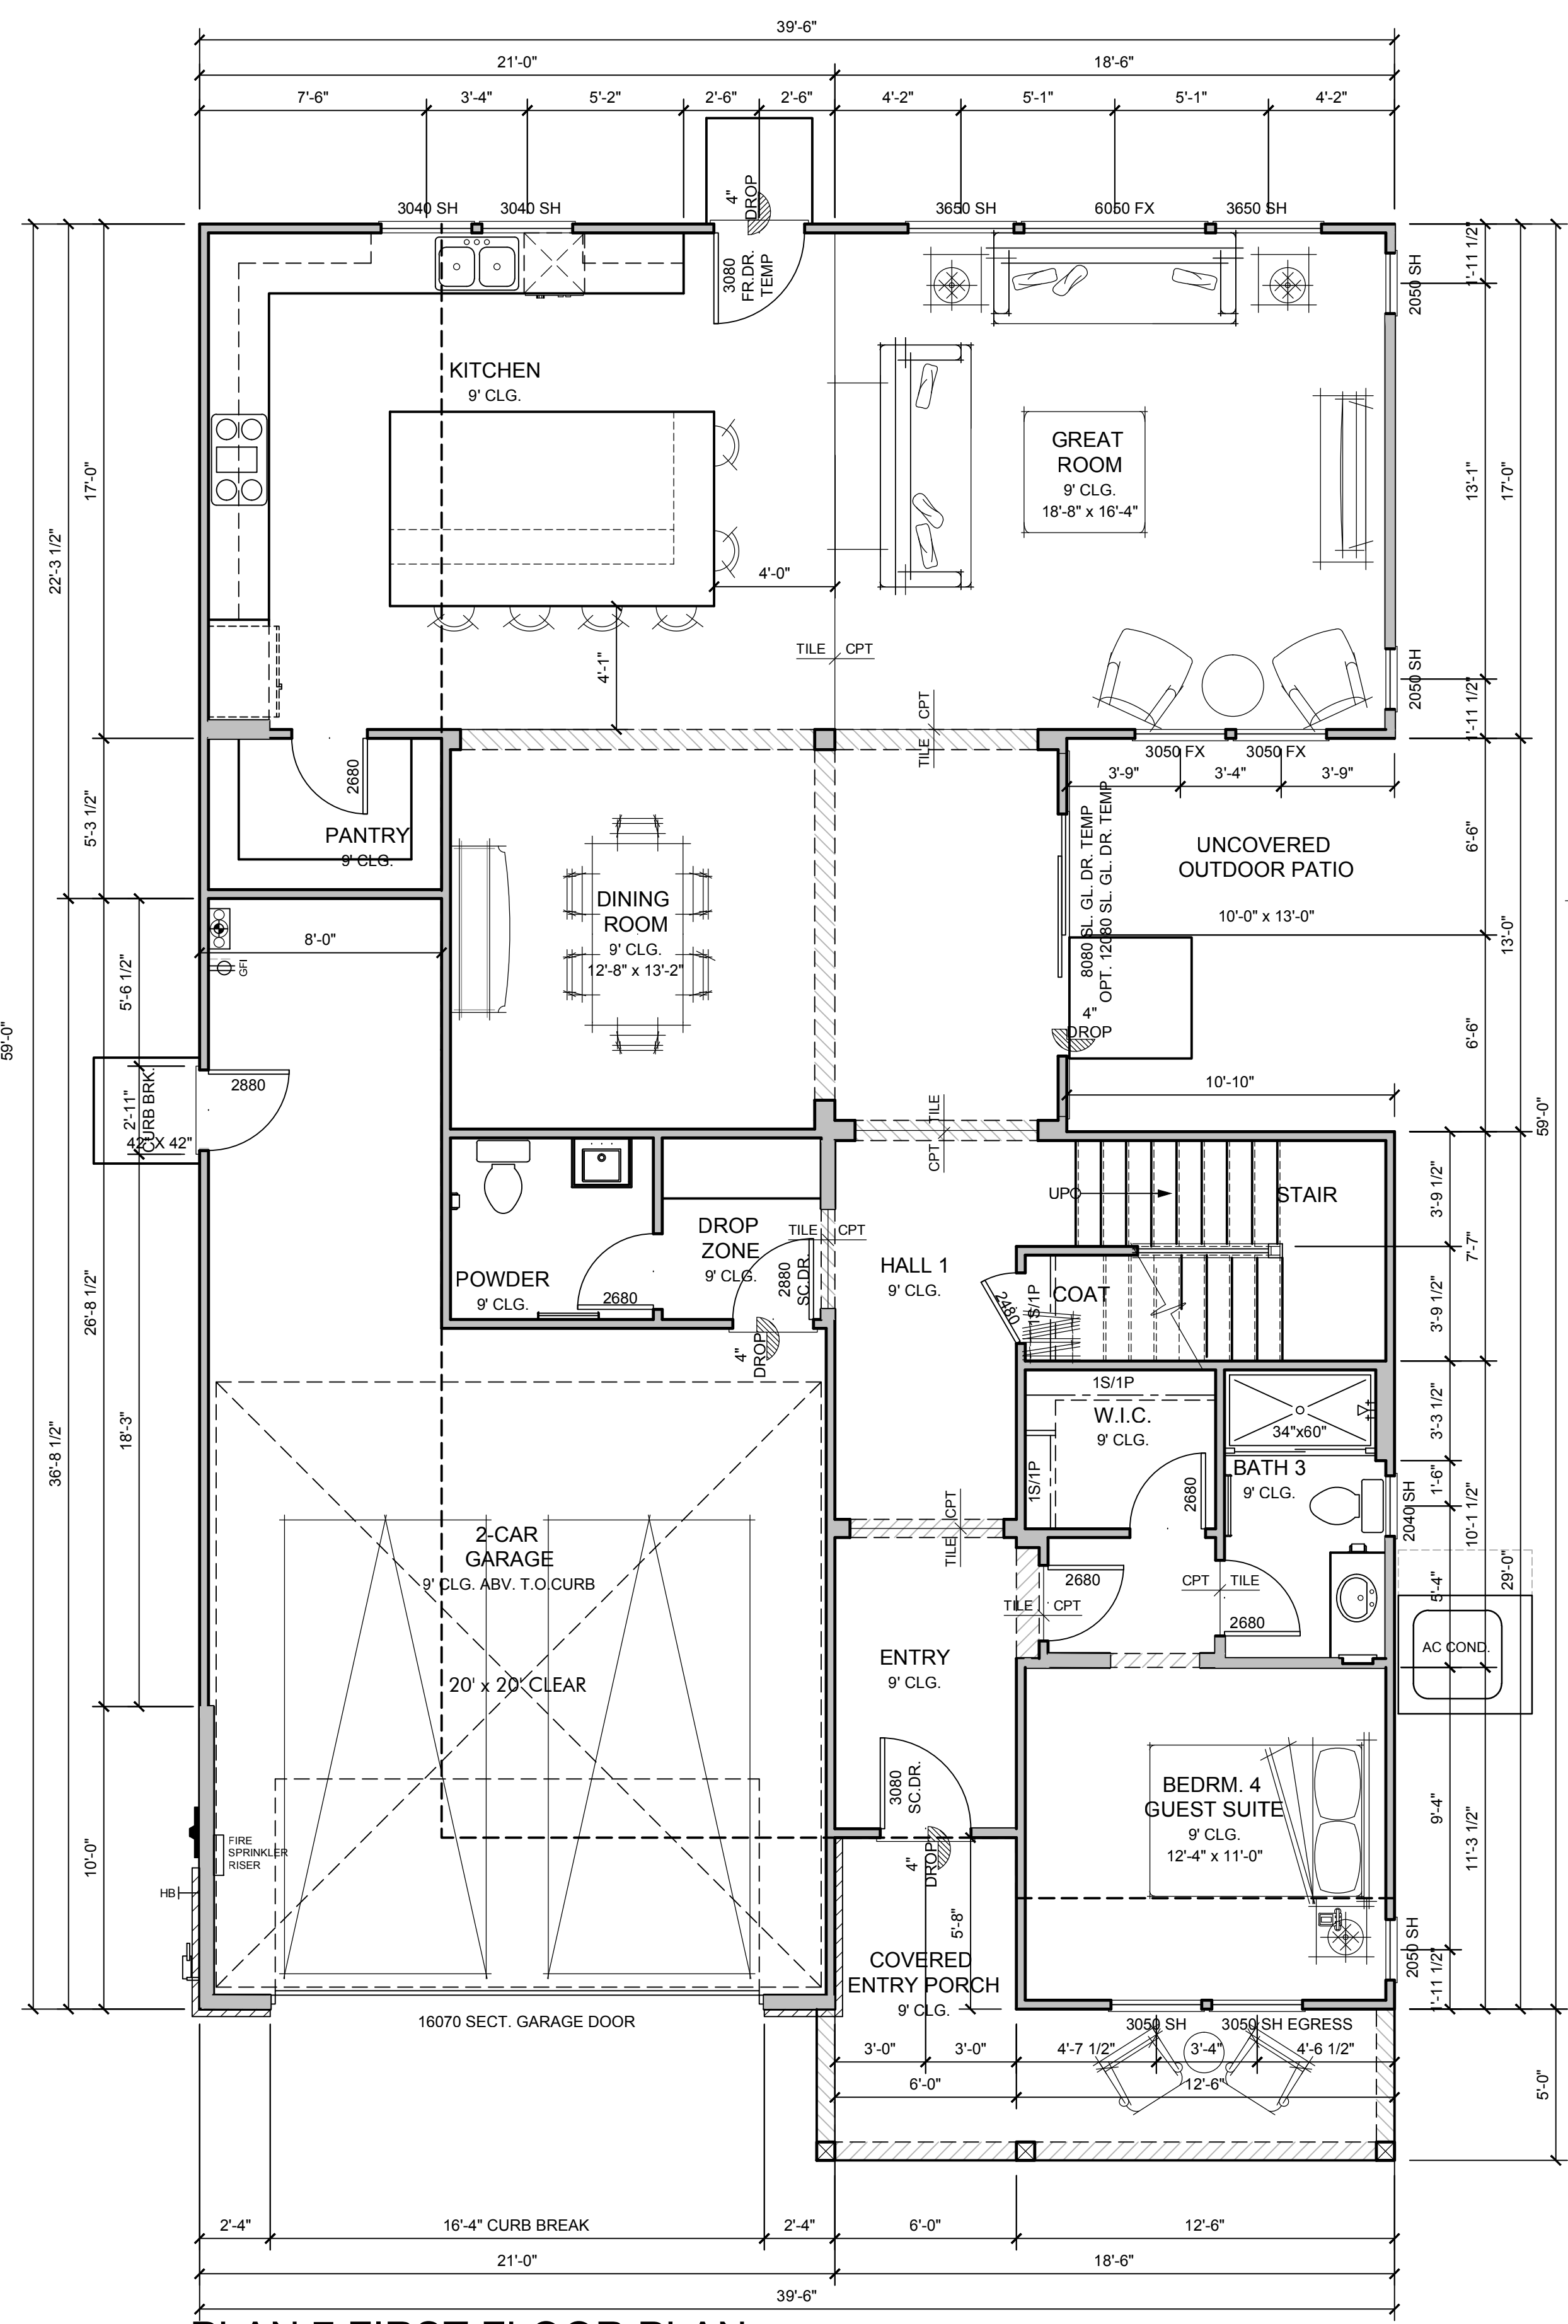 39'-6"
21'-0"
18'-6"
7'-6"
3'-4"
5'-2"
2'-6"
2'-6"
4'-2"
5'-1"
5'-1"
4'-2"
3040 SH
3040 SH
4"
DROP
3650 SH
6050 FX
3650 SH
3080
FR.DR.
TEMP
2050 SH
1'-11 1/2"
KITCHEN
9' CLG.
GREAT
ROOM
9' CLG.
18'-8" x 16'-4"
17'-0"
22'-3 1/2"
13'-1"
17'-0"
4'-0"
4'-1"
TILE
CPT
CPT
TILE
2050 SH
1'-11 1/2"
3050 FX
3050 FX
3'-9"
3'-4"
3'-9"
2680
PANTRY
9' CLG.
5'-3 1/2"
DINING
ROOM
9' CLG.
12'-8" x 13'-2"
8080 SL. GL. DR. TEMP
OPT. 12080 SL. GL. DR. TEMP
UNCOVERED
OUTDOOR PATIO
10'-0" x 13'-0"
6'-6"
13'-0"
6'-6"
4"
DROP
10'-10"
8'-0"
GFI
5'-6 1/2"
59'-0"
59'-0"
2880
2'-11"
CURB BRK.
42" X 42"
TILE
CPT
UP
STAIR
3'-9 1/2"
7'-7"
3'-9 1/2"
DROP
ZONE
9' CLG.
TILE
CPT
2880
SC.DR.
4"
DROP
HALL 1
9' CLG.
POWDER
9' CLG.
2680
2480
1S/1P
COAT
26'-8 1/2"
36'-8 1/2"
18'-3"
1S/1P
W.I.C.
9' CLG.
1S/1P
2680
34"x60"
BATH 3
9' CLG.
2040 SH
3'-3 1/2"
1'-6"
10'-1 1/2"
5'-4"
29'-0"
CPT
TILE
2-CAR
GARAGE
9' CLG. ABV. T.O.CURB
20' x 20' CLEAR
2680
TILE
CPT
CPT
TILE
2680
AC COND.
ENTRY
9' CLG.
3080
SC.DR.
4"
DROP
BEDRM. 4
GUEST SUITE
9' CLG.
12'-4" x 11'-0"
9'-4"
11'-3 1/2"
10'-0"
FIRE
SPRINKLER
RISER
HB
5'-8"
COVERED
ENTRY PORCH
9' CLG.
2050 SH
1'-11 1/2"
16070 SECT. GARAGE DOOR
3050 SH
3050 SH EGRESS
3'-0"
3'-0"
4'-7 1/2"
3'-4"
4'-6 1/2"
6'-0"
12'-6"
5'-0"
2'-4"
16'-4" CURB BREAK
2'-4"
6'-0"
12'-6"
21'-0"
18'-6"
39'-6"